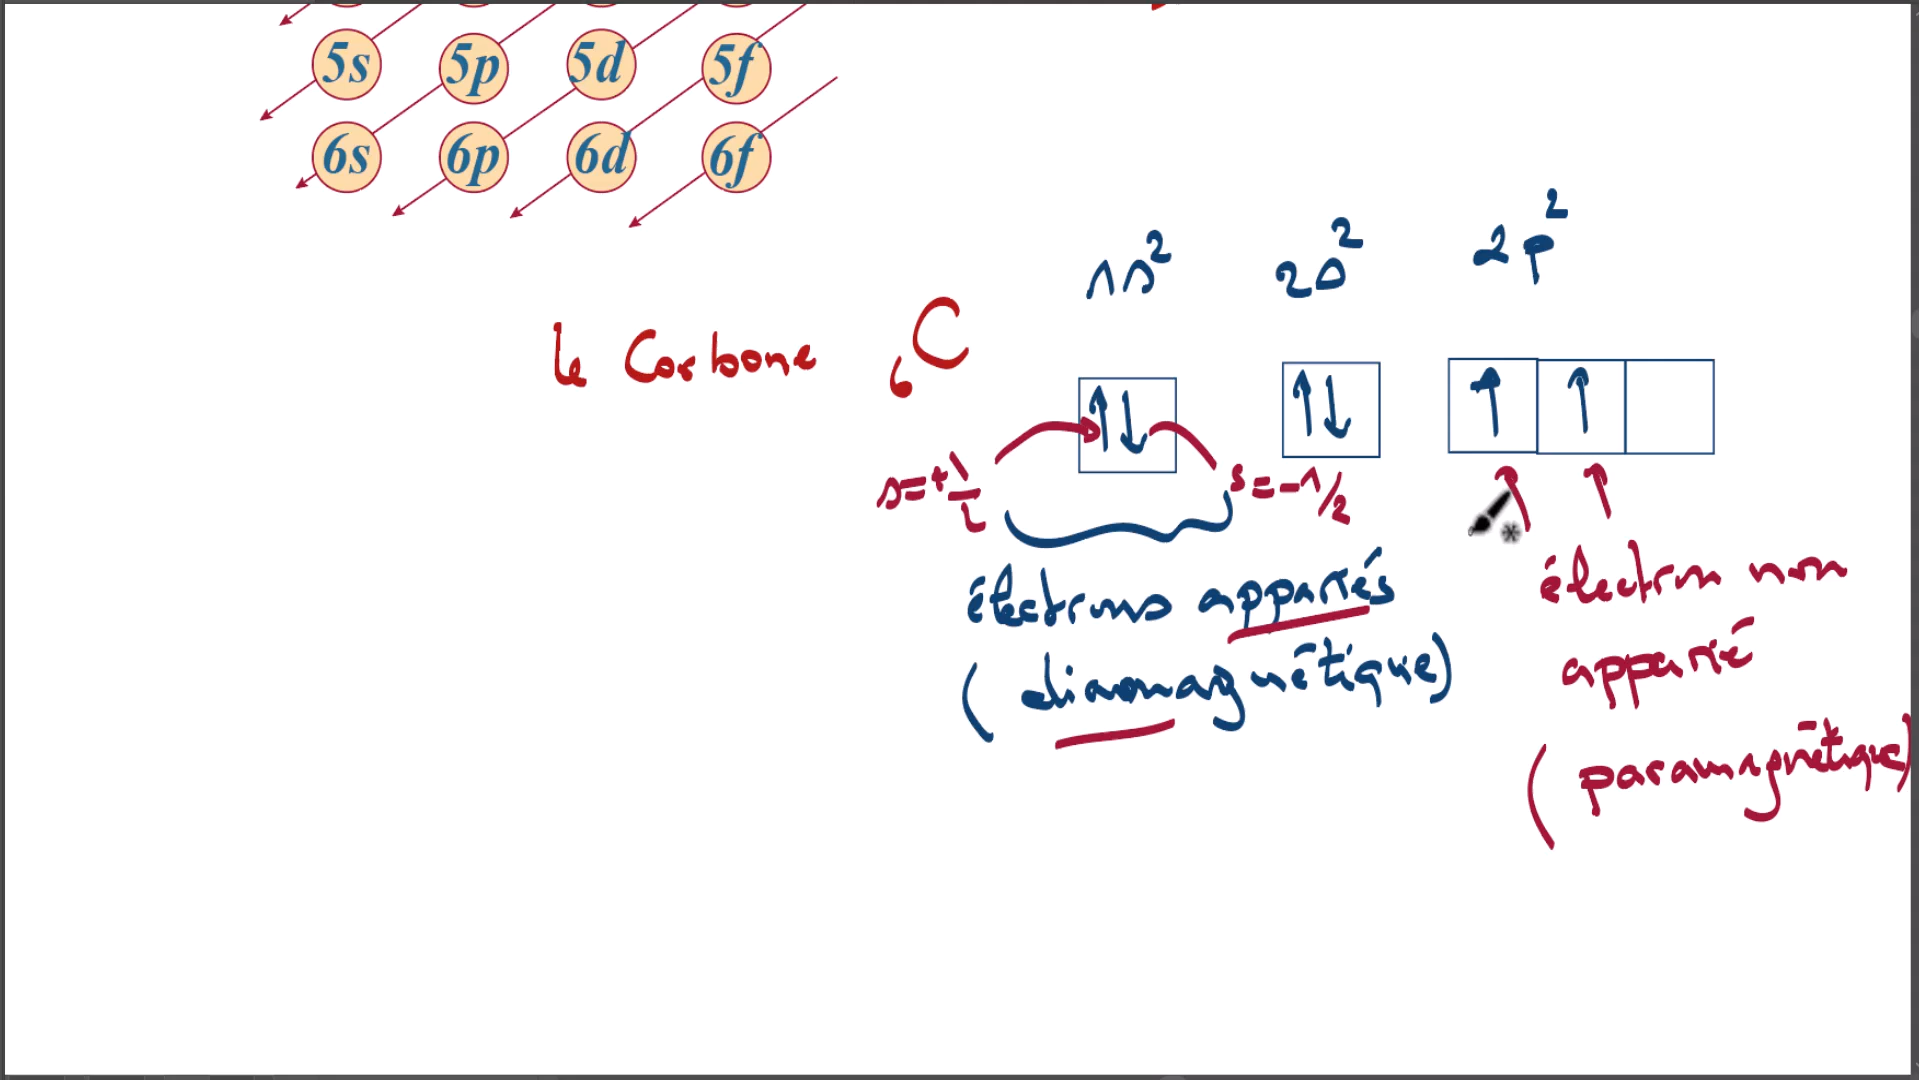 5s 5p 5d 5f
6s 6p 6d 6f
1s² 2s² 2p²
le Carbone ₆C
s=+1/2 s=-1/2
électrons appariés
(diamagnétique)
électron non
apparié
(paramagnétique)